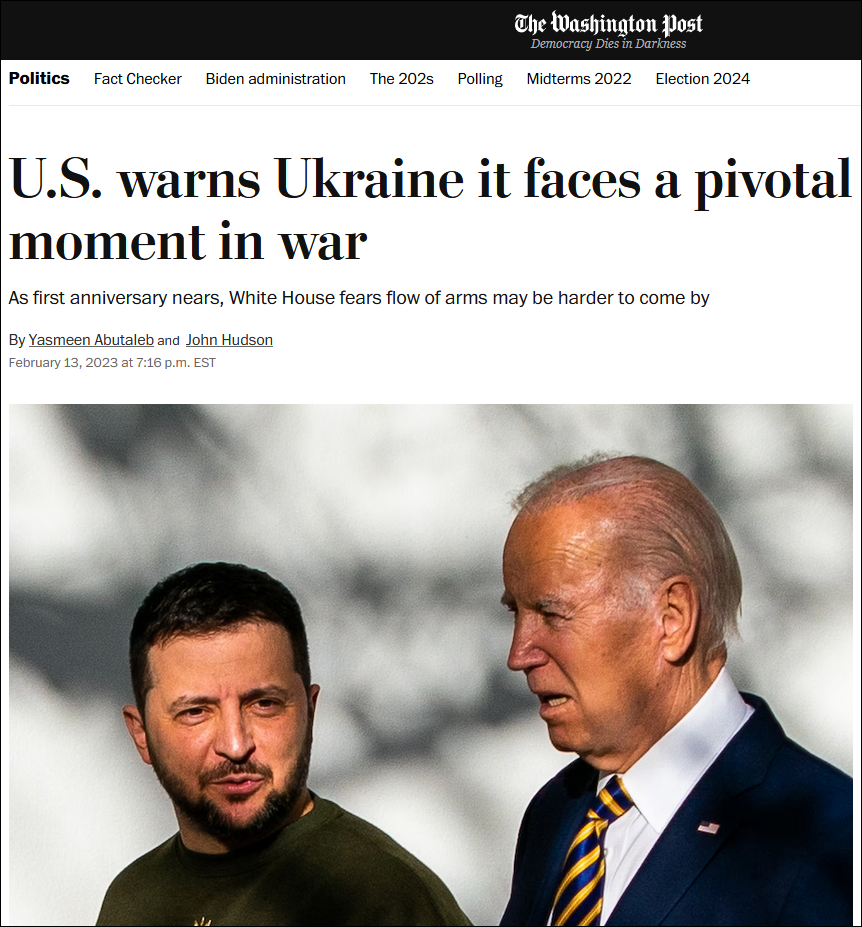 The Washington Post
Democracy Dies in Darkness
Politics Fact Checker Biden administration The 202s Polling Midterms 2022 Election 2024
U.S. warns Ukraine it faces a pivotal
moment in war
As first anniversary nears, White House fears flow of arms may be harder to come by
By Yasmeen Abutaleb and John Hudson
February 13, 2023 at 7:16 p.m. EST